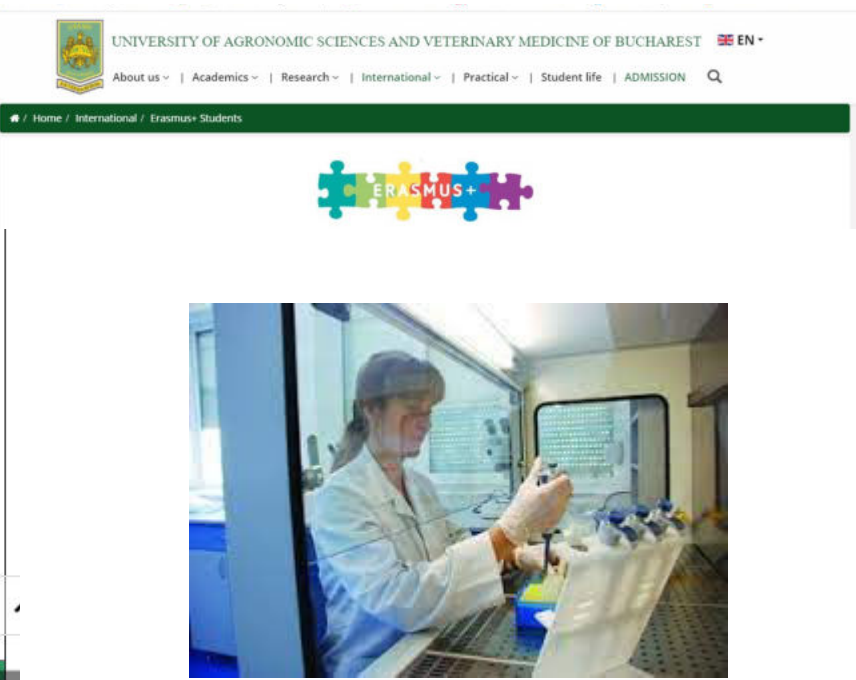 UNIVERSITY OF AGRONOMIC SCIENCES AND VETERINARY MEDICINE OF BUCHAREST EN
About us | Academics | Research | International | Practical | Student life | ADMISSION
/ Home / International / Erasmus+ Students
ERASMUS+